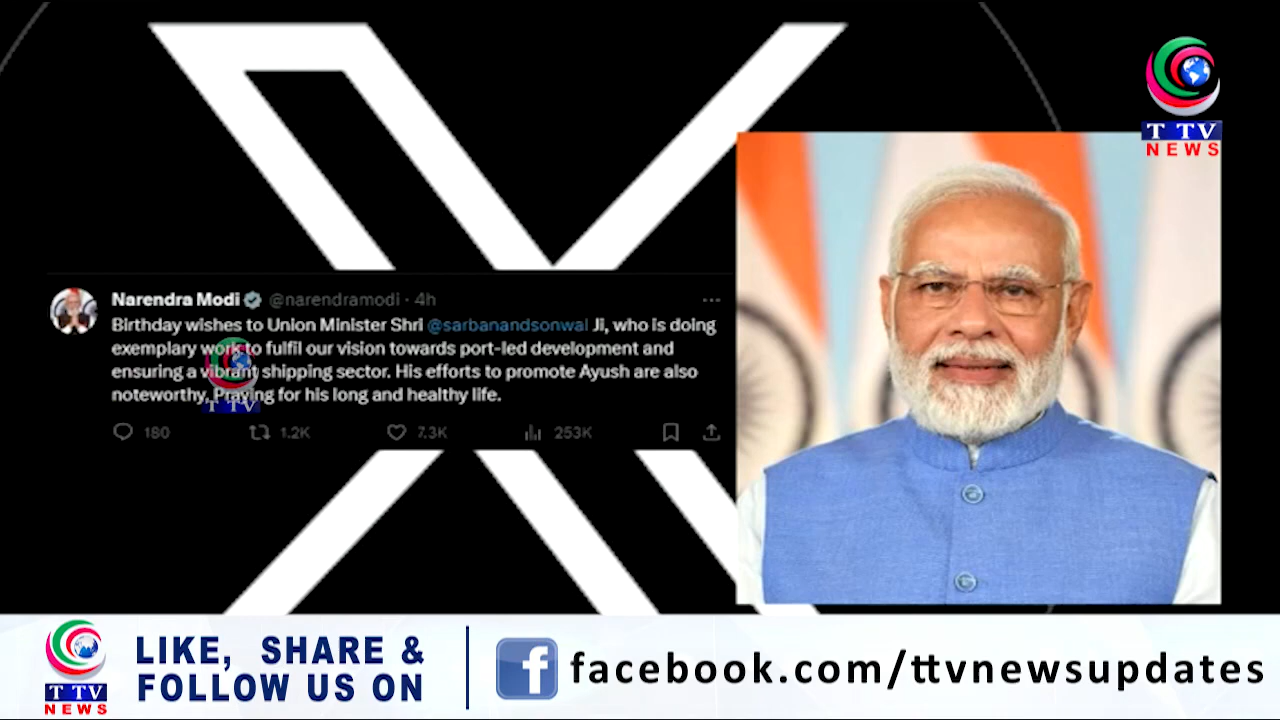 T TV
NEWS
Narendra Modi @narendramodi · 4h
Birthday wishes to Union Minister Shri @sarbanandsonwal Ji, who is doing
exemplary work to fulfil our vision towards port-led development and
ensuring a vibrant shipping sector. His efforts to promote Ayush are also
noteworthy. Praying for his long and healthy life.
T TV
180 1.2K 7.3K 253K
T TV
NEWS
LIKE, SHARE &
FOLLOW US ON
f facebook.com/ttvnewsupdates